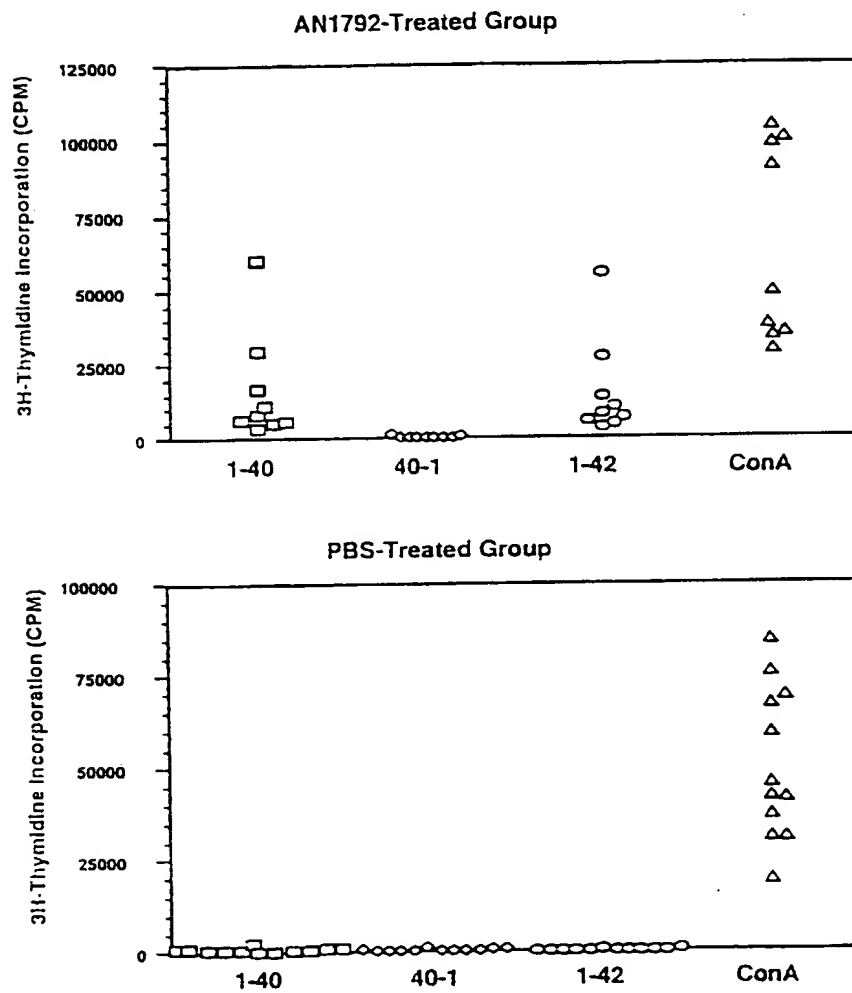 AN1792-Treated Group
3H-Thymidine Incorporation (CPM)
125000
100000
75000
50000
25000
0
1-40 40-1 1-42 ConA
PBS-Treated Group
3H-Thymidine Incorporation (CPM)
100000
75000
50000
25000
0
1-40 40-1 1-42 ConA